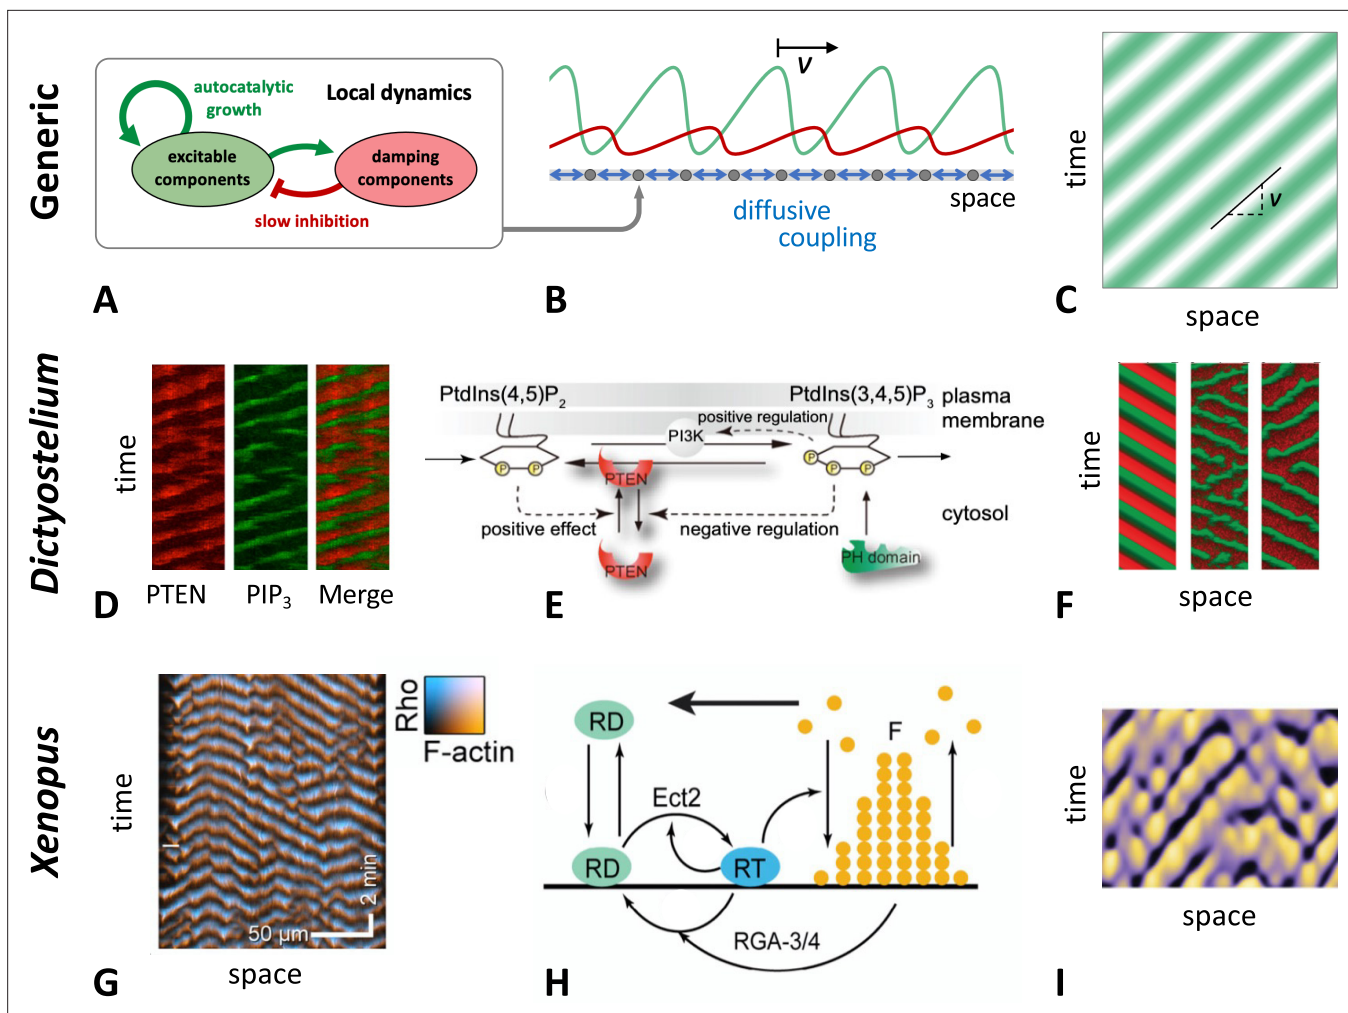 Generic
autocatalytic
growth
Local dynamics
excitable
components
damping
components
slow inhibition
A
v
space
diffusive
coupling
B
time
v
space
C
Dictyostelium
time
PTEN
PIP3
Merge
D
PtdIns(4,5)P2
PtdIns(3,4,5)P3
plasma
membrane
positive regulation
PI3K
P
P
P
P
P
PTEN
positive effect
negative regulation
cytosol
PTEN
PH domain
E
time
space
F
Xenopus
time
Rho
F-actin
2 min
50 µm
space
G
RD
F
Ect2
RD
RT
RGA-3/4
H
time
space
I